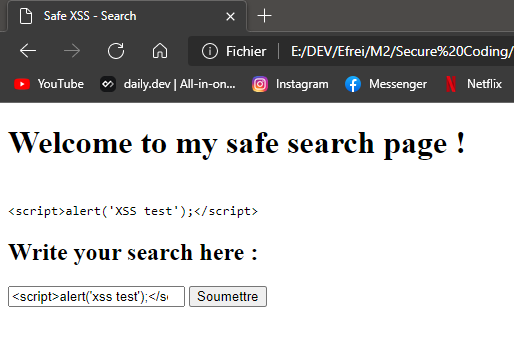 Safe XSS - Search
Fichier E:/DEV/Efrei/M2/Secure%20Coding/
YouTube daily.dev | All-in-on... Instagram Messenger Netflix
Welcome to my safe search page !
<script>alert('XSS test');</script>
Write your search here :
<script>alert('xss test');</sc Soumettre